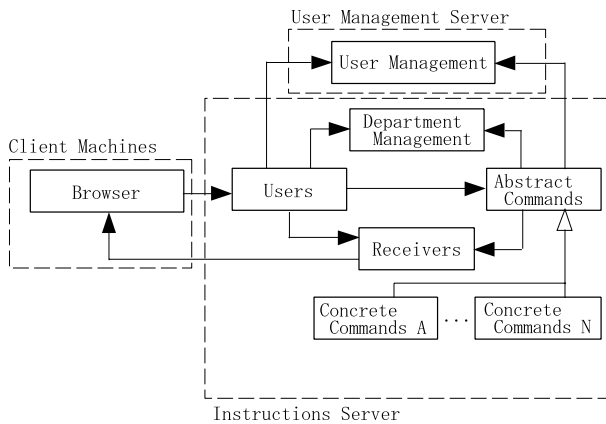 User Management Server
User Management
Department
Management
Client Machines
Browser
Users
Abstract
Commands
Receivers
Concrete
Commands A
...
Concrete
Commands N
Instructions Server